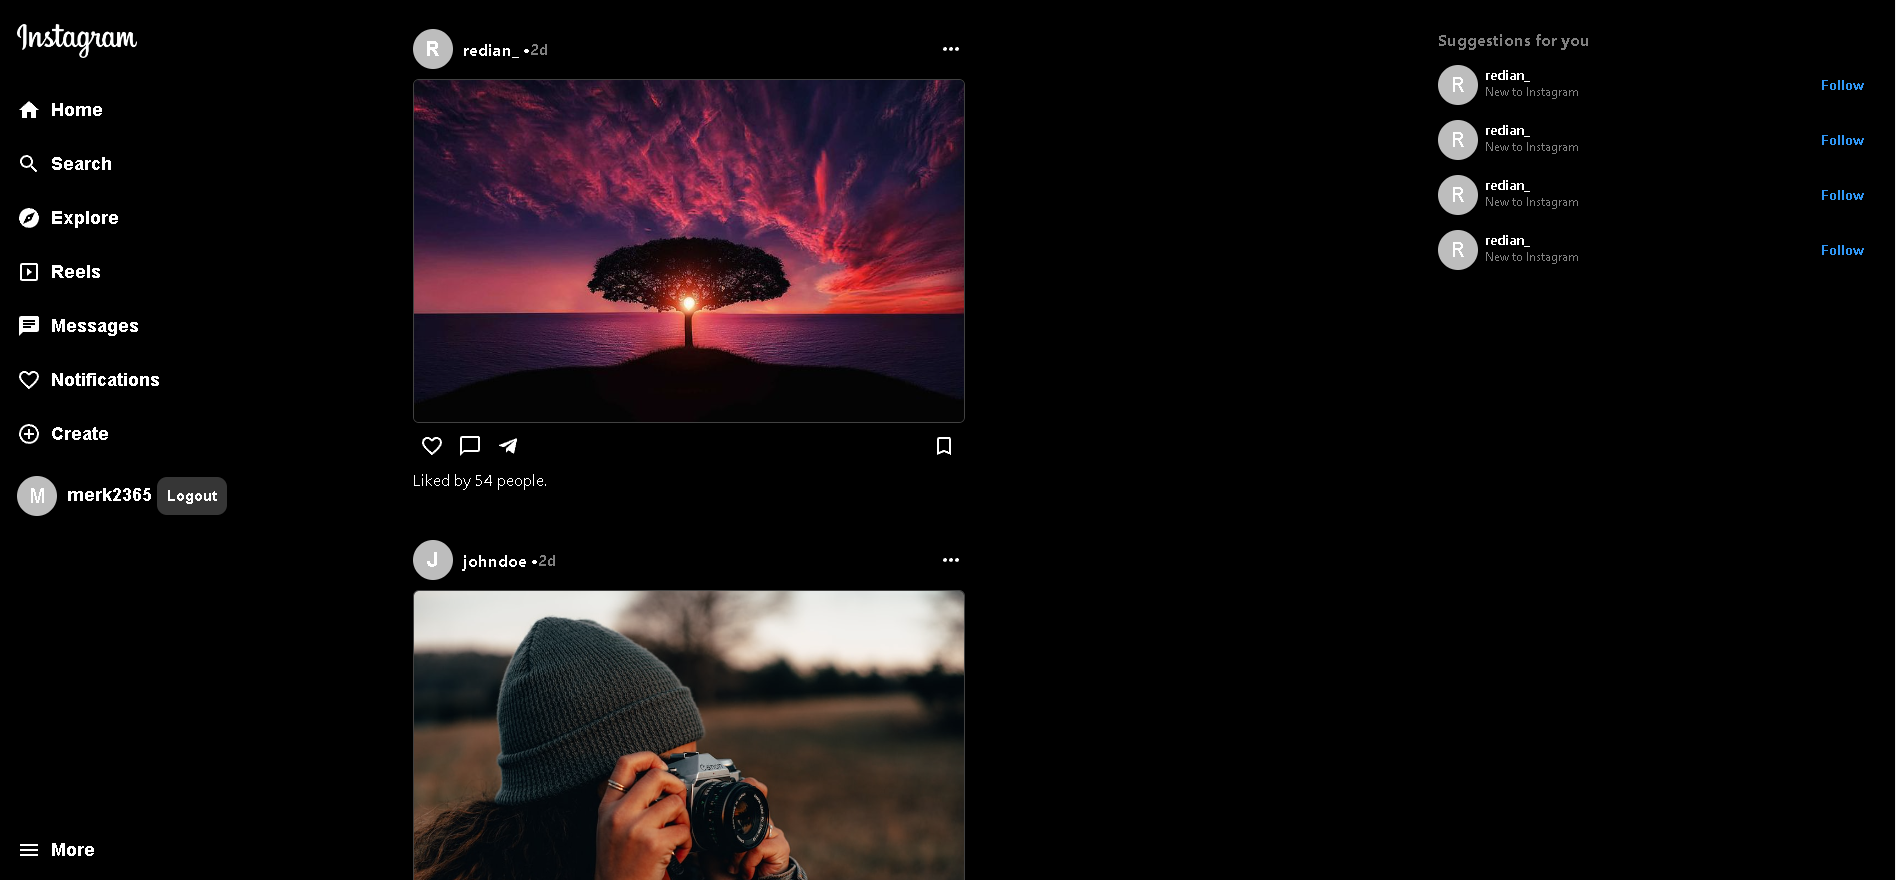 Instagram
Home
Search
Explore
Reels
Messages
Notifications
Create
M merk2365 Logout
More
R redian_ •2d
Liked by 54 people.
J johndoe •2d
Canon
Suggestions for you
R redian_
New to Instagram
Follow
R redian_
New to Instagram
Follow
R redian_
New to Instagram
Follow
R redian_
New to Instagram
Follow